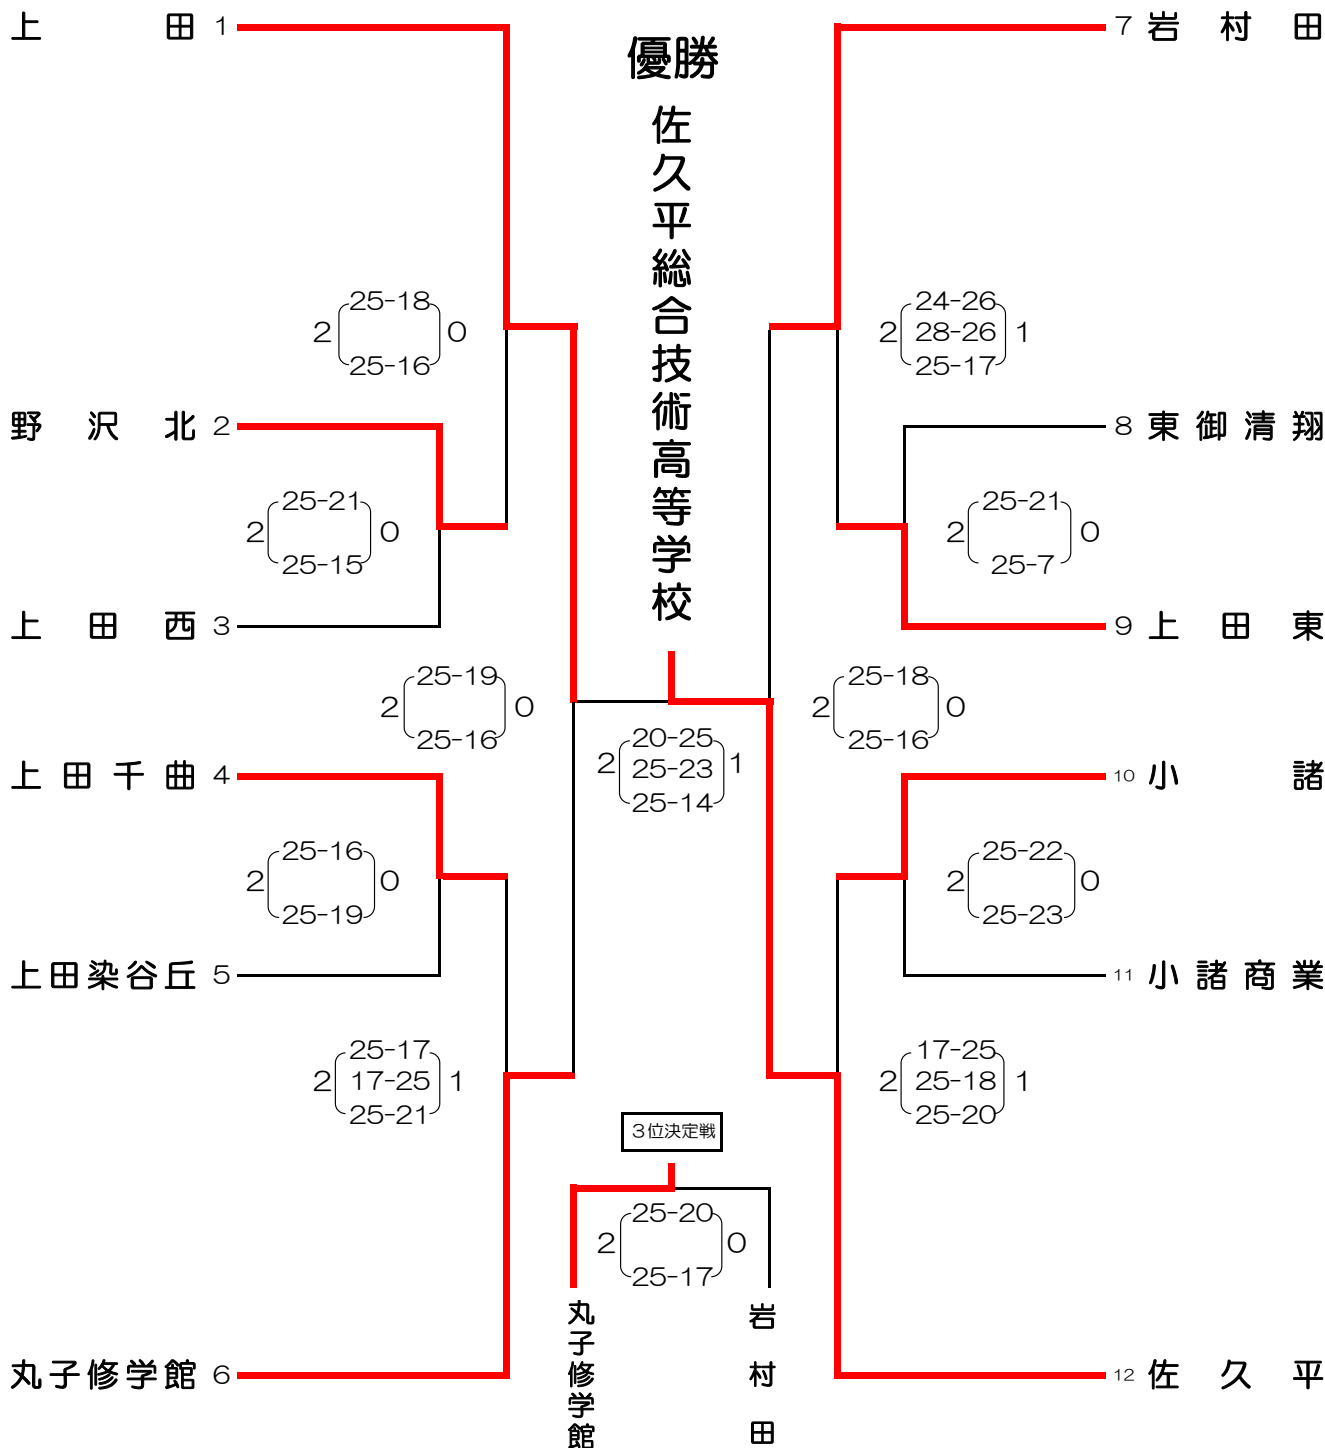 優勝
佐久平総合技術高等学校
上田 1
25-18
2 0
25-16
野沢北 2
25-21
2 0
25-15
上田西 3
25-19
2 0
25-16
上田千曲 4
25-16
2 0
25-19
上田染谷丘 5
25-17
2 17-25 1
25-21
丸子修学館 6
20-25
2 25-23 1
25-14
7 岩村田
24-26
2 28-26 1
25-17
8 東御清翔
25-21
2 0
25-7
9 上田東
25-18
2 0
25-16
10 小諸
25-22
2 0
25-23
11 小諸商業
17-25
2 25-18 1
25-20
12 佐久平
3位決定戦
25-20
2 0
25-17
丸子修学館
岩村田